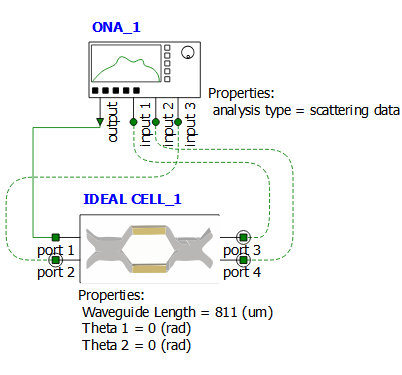 ONA_1
output
input 1
input 2
input 3
Properties:
analysis type = scattering data
IDEAL CELL_1
port 1
port 2
port 3
port 4
Properties:
Waveguide Length = 811 (um)
Theta 1 = 0 (rad)
Theta 2 = 0 (rad)